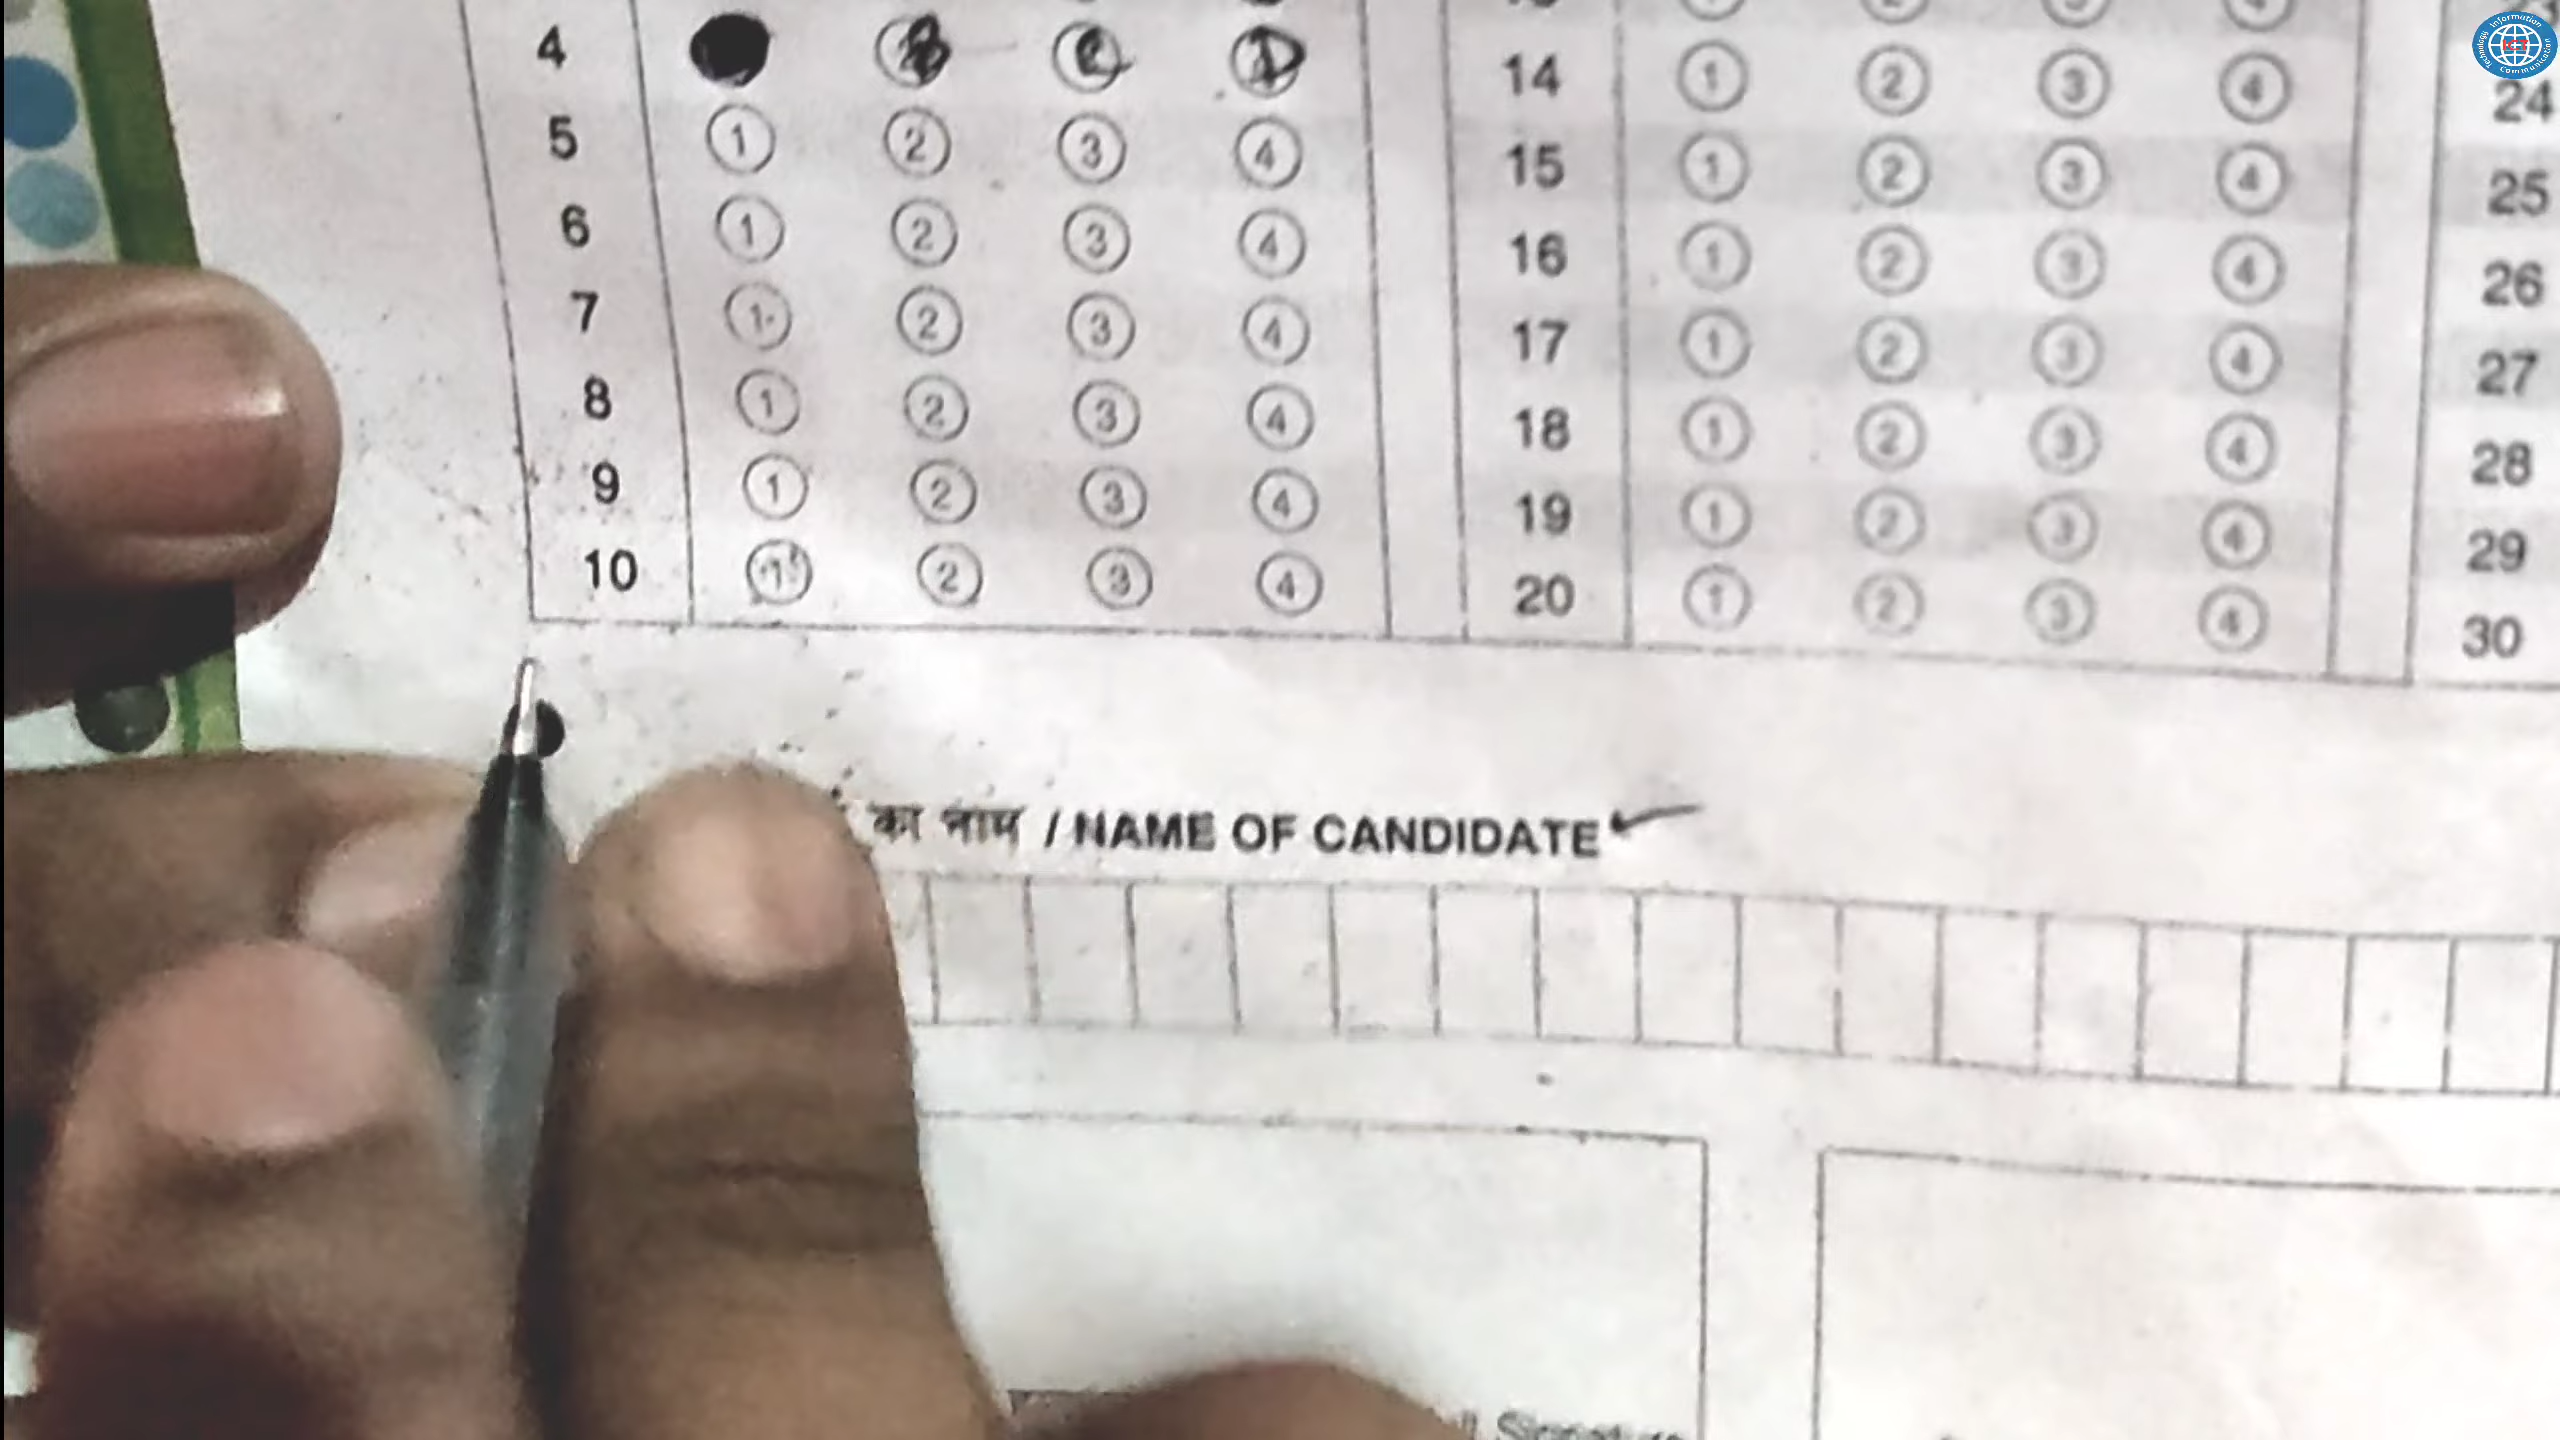 4
5 1 2 3 4
6 1 2 3 4
7 1 2 3 4
8 1 2 3 4
9 1 2 3 4
10 1 2 3 4
14 1 2 3 4
15 1 2 3 4
16 1 2 3 4
17 1 2 3 4
18 1 2 3 4
19 1 2 3 4
20 1 2 3 4
24
25
26
27
28
29
30
का नाम / NAME OF CANDIDATE
Information
Communication
Technology
ICT